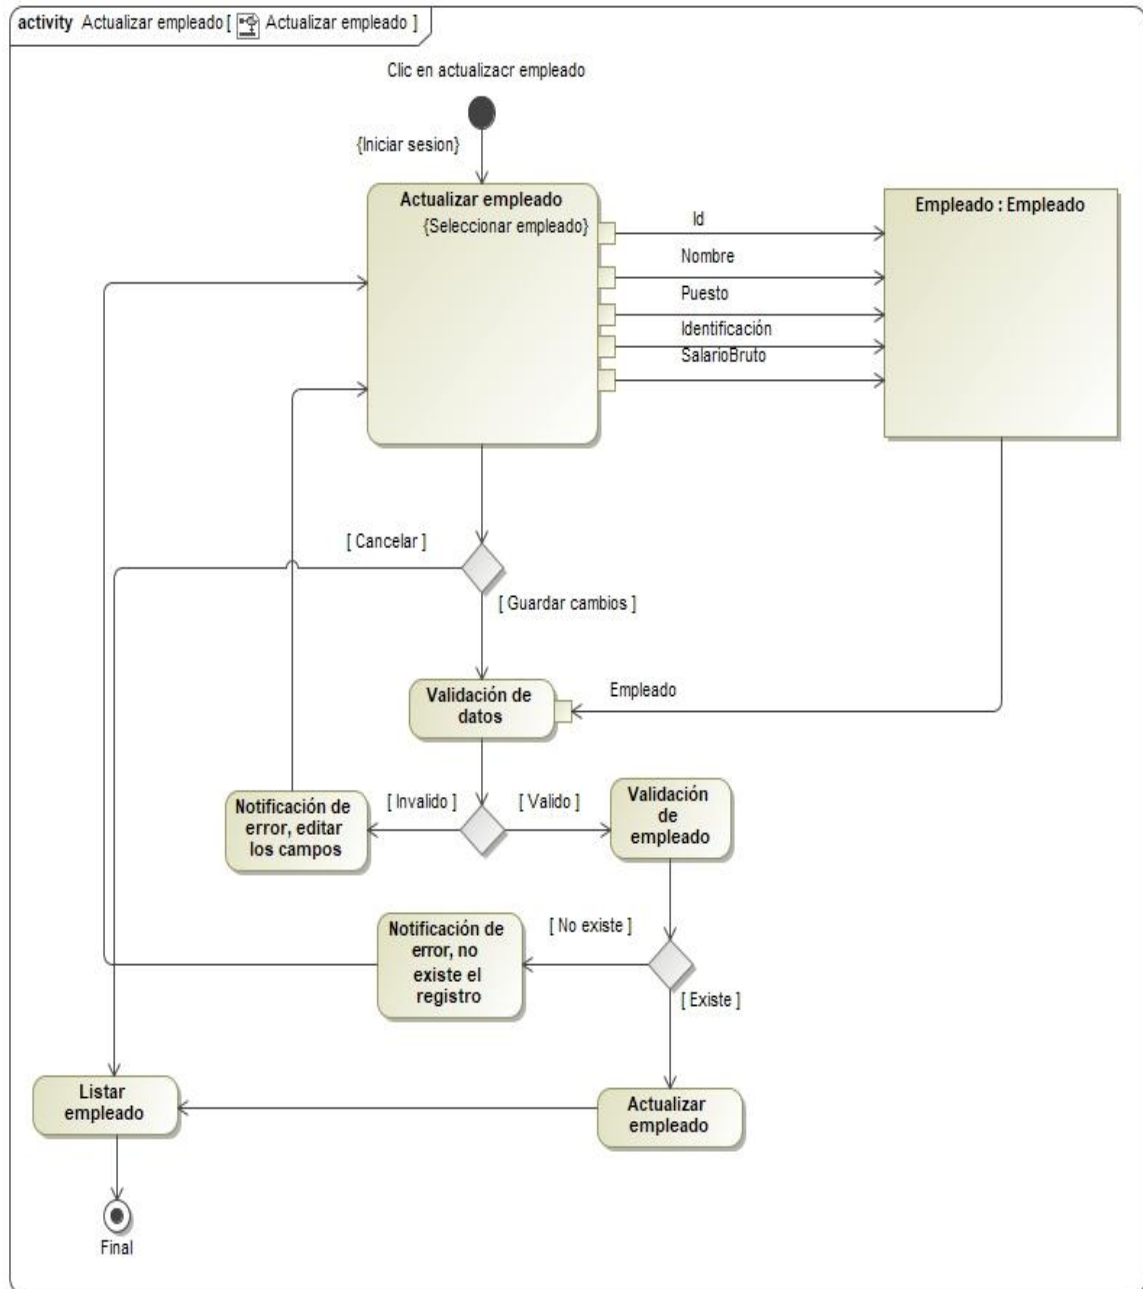 activity Actualizar empleado [ Actualizar empleado ]
Clic en actualizacr empleado
{Iniciar sesion}
Actualizar empleado
{Seleccionar empleado}
Id
Nombre
Puesto
Identificación
SalarioBruto
Empleado : Empleado
[ Cancelar ]
[ Guardar cambios ]
Validación de
datos
Empleado
[ Invalido ]
[ Valido ]
Notificación de
error, editar
los campos
Validación
de
empleado
Notificación de
error, no
existe el
registro
[ No existe ]
[ Existe ]
Listar
empleado
Actualizar
empleado
Final